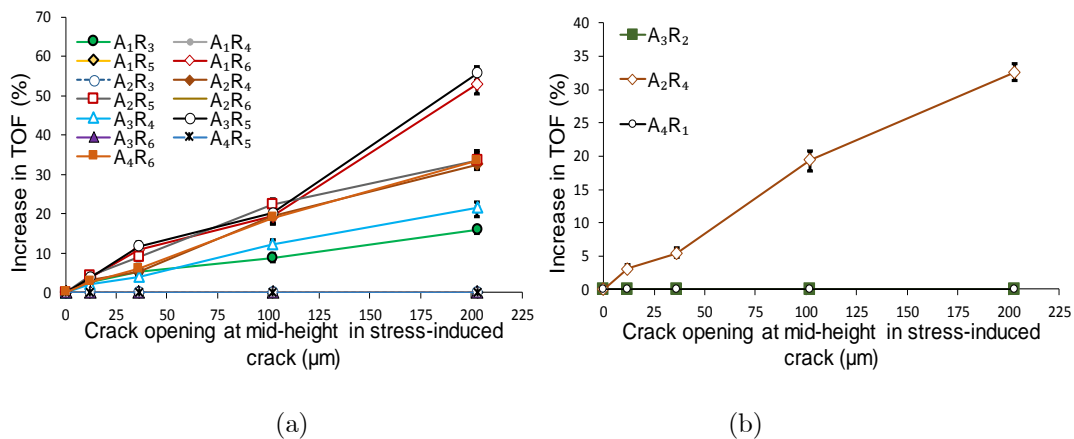 70
60
50
40
30
20
10
0
Increase in TOF (%)
A₁R₃
A₁R₄
A₁R₅
A₁R₆
A₂R₃
A₂R₄
A₂R₅
A₂R₆
A₃R₄
A₃R₅
A₃R₆
A₄R₅
A₄R₆
0 25 50 75 100 125 150 175 200 225
Crack opening at mid-height in stress-induced
crack (µm)
(a)
40
35
30
25
20
15
10
5
0
Increase in TOF (%)
A₃R₂
A₂R₄
A₄R₁
0 25 50 75 100 125 150 175 200 225
Crack opening at mid-height in stress-induced
crack (µm)
(b)